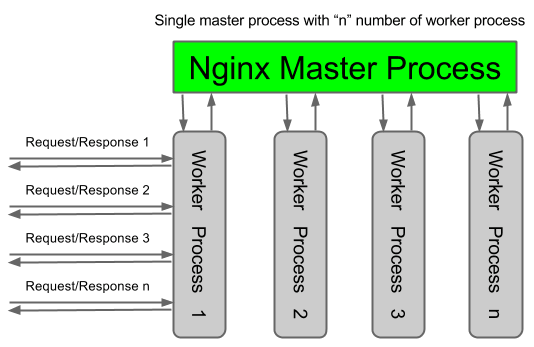 Single master process with “n” number of worker process
Nginx Master Process
Request/Response 1
Request/Response 2
Request/Response 3
Request/Response n
Worker Process 1
Worker Process 2
Worker Process 3
Worker Process n